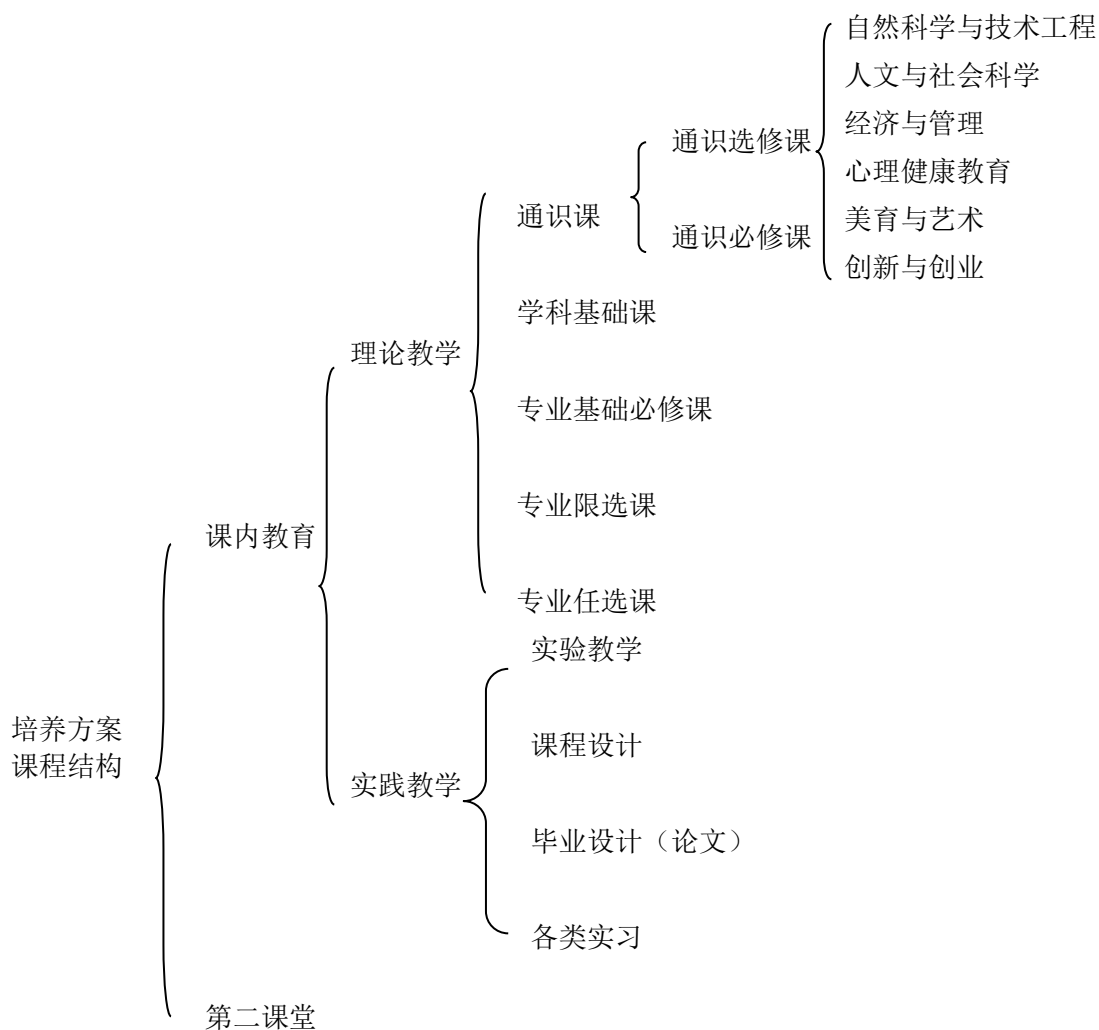 自然科学与技术工程
人文与社会科学
经济与管理
通识选修课
心理健康教育
通识课
美育与艺术
通识必修课
创新与创业
学科基础课
理论教学
专业基础必修课
专业限选课
课内教育
专业任选课
实验教学
培养方案
课程结构
课程设计
实践教学
毕业设计（论文）
各类实习
第二课堂